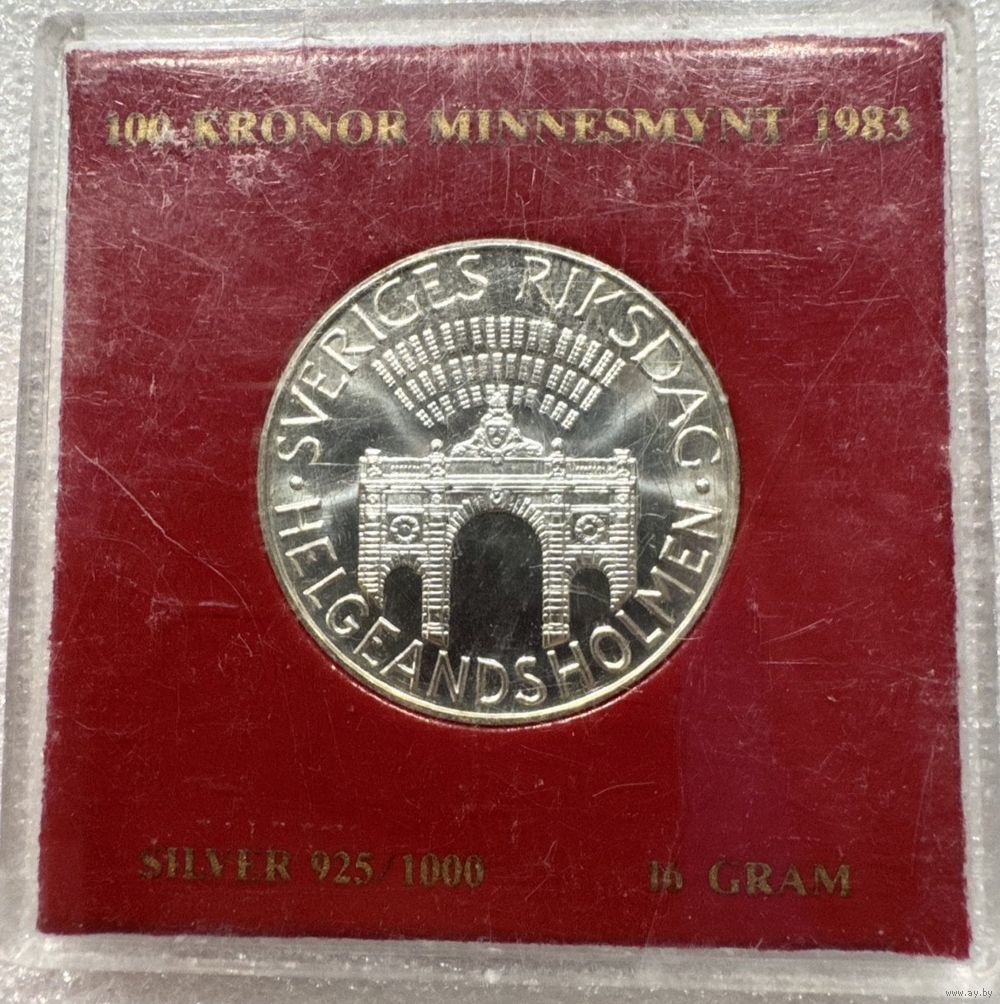 100 KRONOR MINNESMYNT 1983
· SVERIGES RIKSDAG ·
HELGEANDSHOLMEN
SILVER 925/1000 16 GRAM
www.ay.by